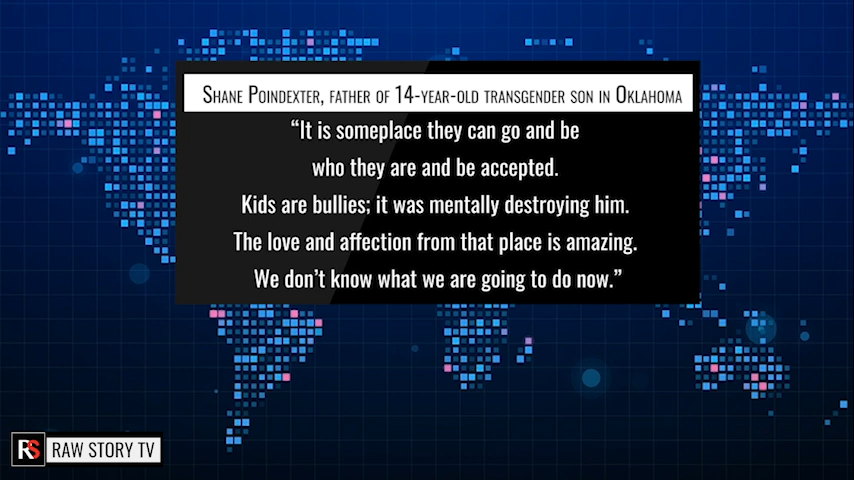 Shane Poindexter, father of 14-year-old transgender son in Oklahoma
“It is someplace they can go and be
who they are and be accepted.
Kids are bullies; it was mentally destroying him.
The love and affection from that place is amazing.
We don’t know what we are going to do now.”
RS RAW STORY TV